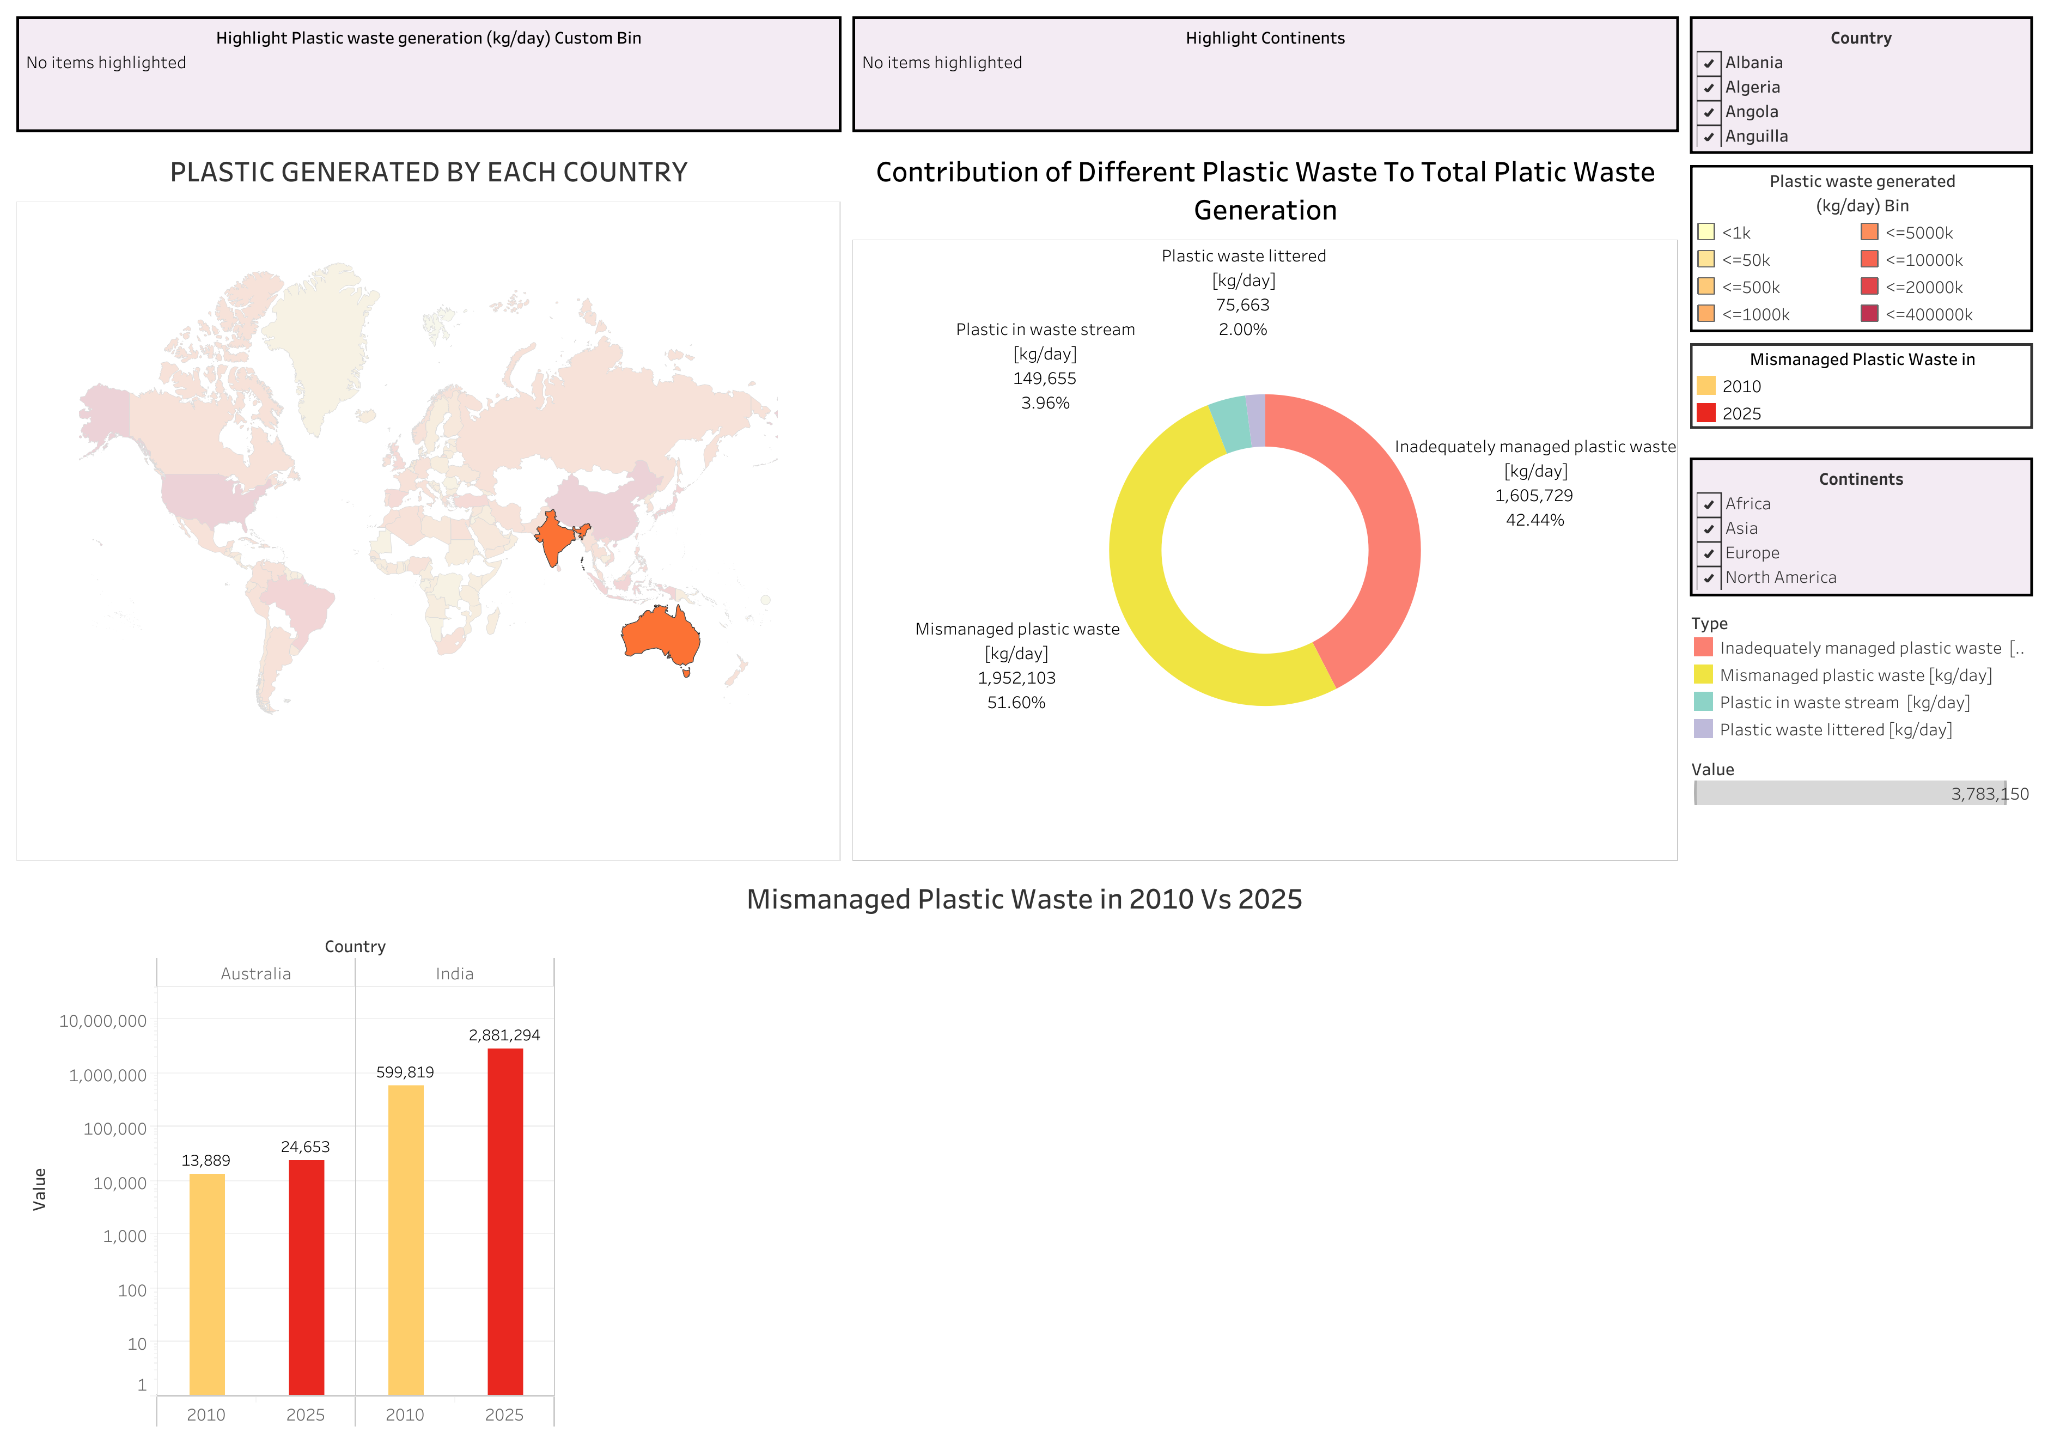 Highlight Plastic waste generation (kg/day) Custom Bin
No items highlighted
Highlight Continents
No items highlighted
Country
Albania
Algeria
Angola
Anguilla
PLASTIC GENERATED BY EACH COUNTRY
Contribution of Different Plastic Waste To Total Platic Waste
Generation
Plastic waste littered
[kg/day]
75,663
2.00%
Plastic in waste stream
[kg/day]
149,655
3.96%
Inadequately managed plastic waste
[kg/day]
1,605,729
42.44%
Mismanaged plastic waste
[kg/day]
1,952,103
51.60%
Plastic waste generated
(kg/day) Bin
<1k
<=50k
<=500k
<=1000k
<=5000k
<=10000k
<=20000k
<=400000k
Mismanaged Plastic Waste in
2010
2025
Continents
Africa
Asia
Europe
North America
Type
Inadequately managed plastic waste [..
Mismanaged plastic waste [kg/day]
Plastic in waste stream [kg/day]
Plastic waste littered [kg/day]
Value
3,783,150
Mismanaged Plastic Waste in 2010 Vs 2025
Country
Australia
India
Value
10,000,000
1,000,000
100,000
10,000
1,000
100
10
1
13,889
24,653
599,819
2,881,294
2010
2025
2010
2025